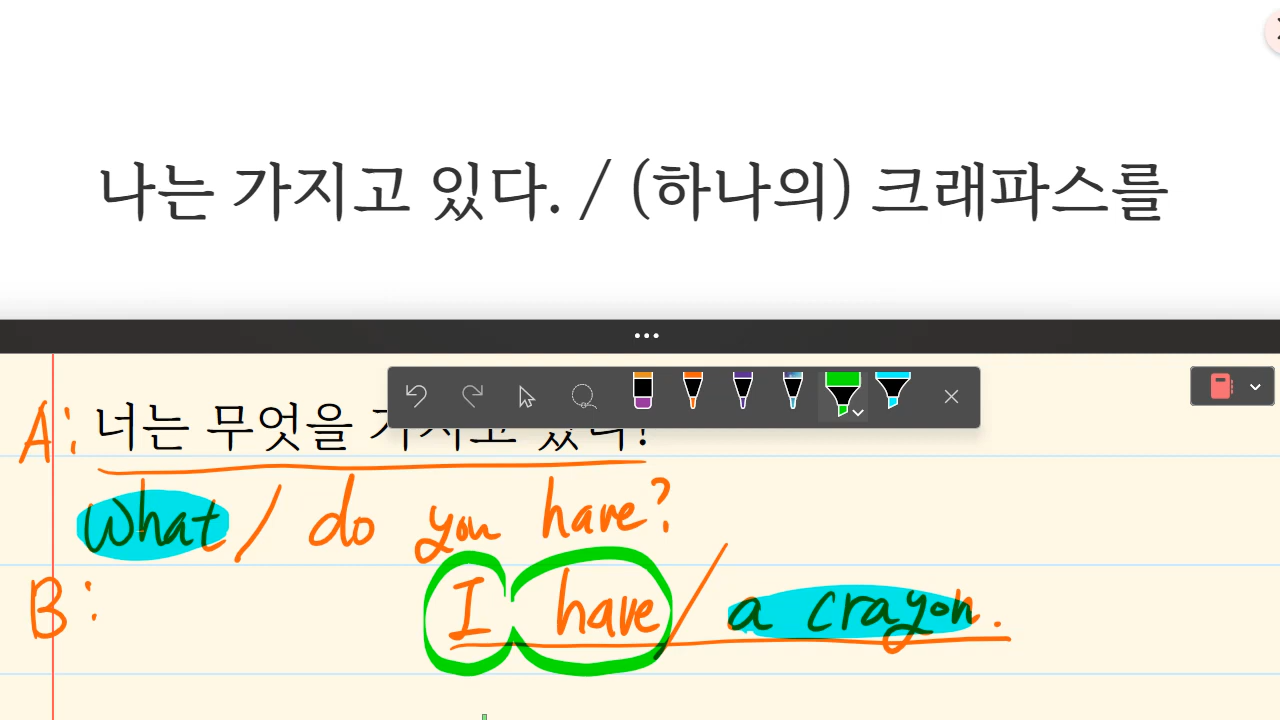 나는 가지고 있다. / (하나의) 크래파스를
A: 너는 무엇을 가지고 있니?
What / do you have?
B: I have / a crayon.